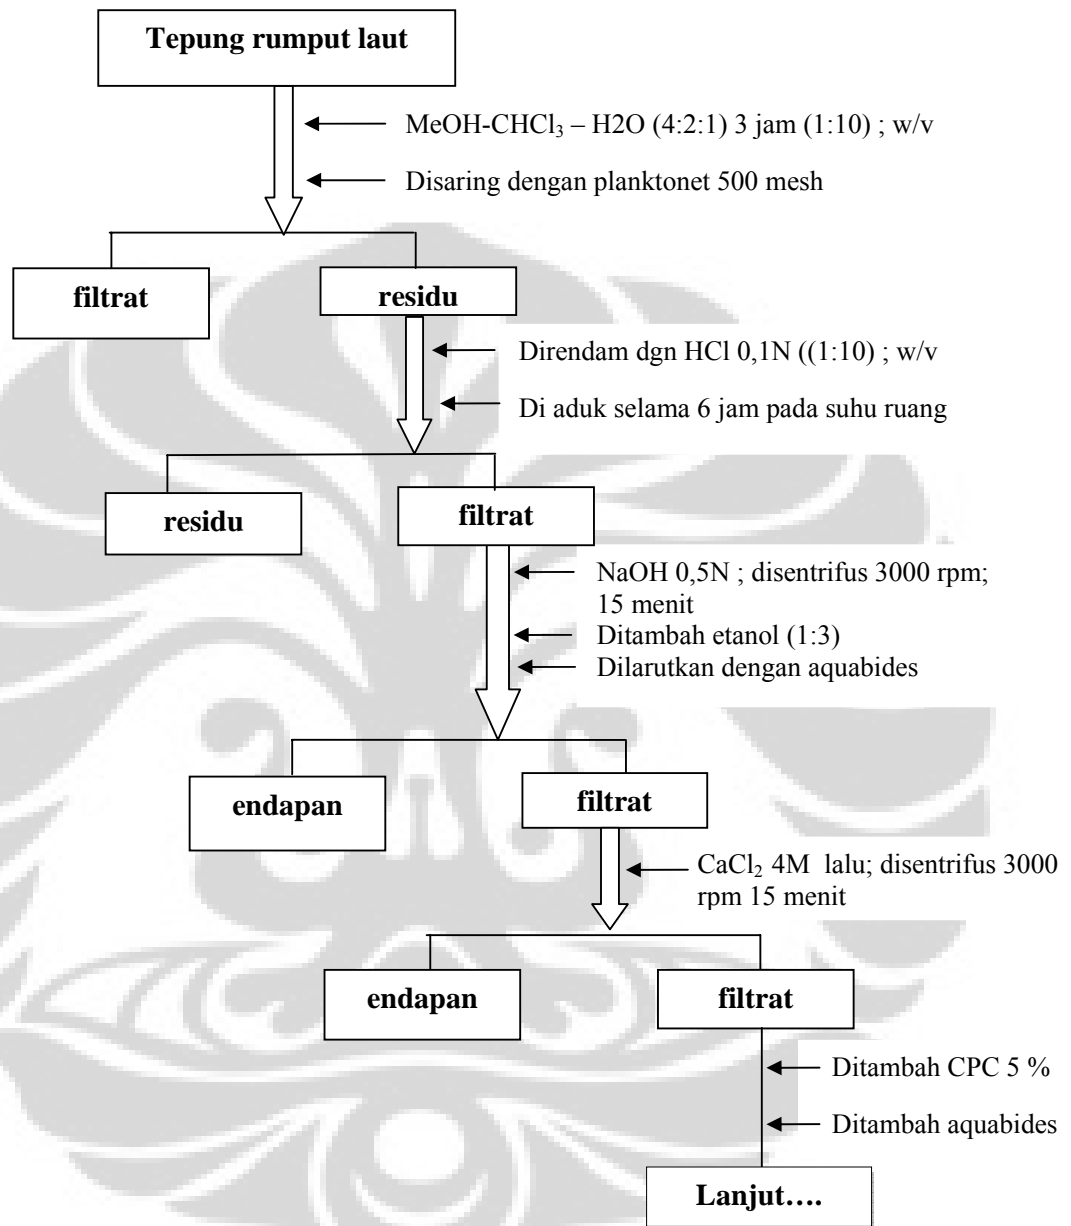 Tepung rumput laut
MeOH-CHCl₃ – H2O (4:2:1) 3 jam (1:10) ; w/v
Disaring dengan planktonet 500 mesh
filtrat
residu
Direndam dgn HCl 0,1N ((1:10) ; w/v
Di aduk selama 6 jam pada suhu ruang
residu
filtrat
NaOH 0,5N ; disentrifus 3000 rpm;
15 menit
Ditambah etanol (1:3)
Dilarutkan dengan aquabides
endapan
filtrat
CaCl₂ 4M  lalu; disentrifus 3000
rpm 15 menit
endapan
filtrat
Ditambah CPC 5 %
Ditambah aquabides
Lanjut….